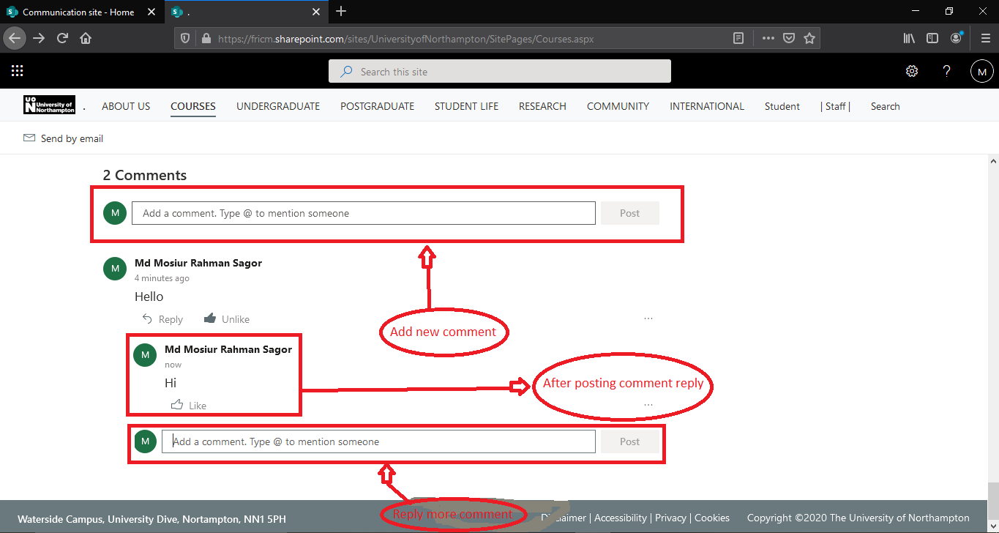 Communication site - Home
.
https://fricm.sharepoint.com/sites/UniversityofNorthampton/SitePages/Courses.aspx
Search this site
? M
UO
N University of
Northampton
. ABOUT US COURSES UNDERGRADUATE POSTGRADUATE STUDENT LIFE RESEARCH COMMUNITY INTERNATIONAL Student | Staff | Search
Send by email
2 Comments
M Add a comment. Type @ to mention someone Post
M Md Mosiur Rahman Sagor
4 minutes ago
Hello
Reply Unlike ...
Add new comment
M Md Mosiur Rahman Sagor
now
Hi
After posting comment reply
Like ...
M Add a comment. Type @ to mention someone Post
Reply more comment
Waterside Campus, University Dive, Nortampton, NN1 5PH Disclaimer | Accessibility | Privacy | Cookies Copyright ©2020 The University of Northampton